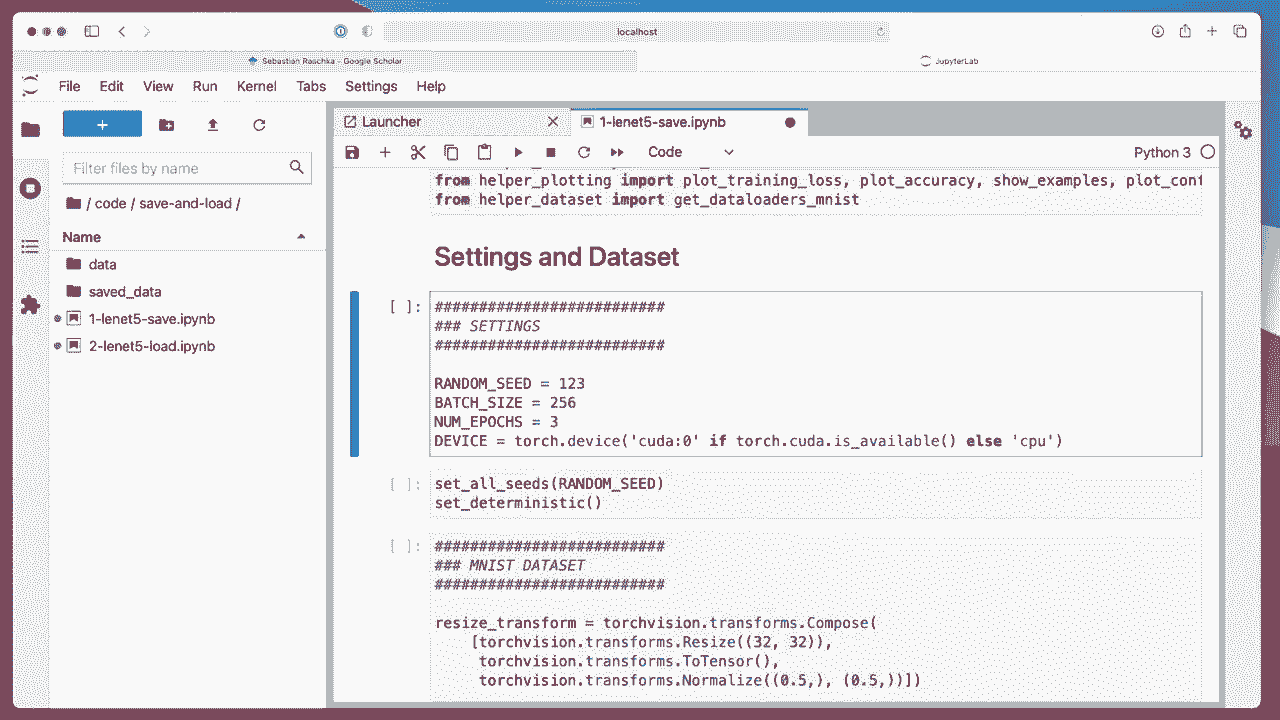 localhost
Sebastian Raschka - Google Scholar
JupyterLab
File Edit View Run Kernel Tabs Settings Help
Launcher
1-lenet5-save.ipynb
Filter files by name
Code
Python 3
/ code / save-and-load /
Name
data
saved_data
1-lenet5-save.ipynb
2-lenet5-load.ipynb
from helper_plotting import plot_training_loss, plot_accuracy, show_examples, plot_conf
from helper_dataset import get_dataloaders_mnist
Settings and Dataset
[ ]:
##########################
### SETTINGS
##########################
RANDOM_SEED = 123
BATCH_SIZE = 256
NUM_EPOCHS = 3
DEVICE = torch.device('cuda:0' if torch.cuda.is_available() else 'cpu')
[ ]:
set_all_seeds(RANDOM_SEED)
set_deterministic()
[ ]:
##########################
### MNIST DATASET
##########################
resize_transform = torchvision.transforms.Compose(
[torchvision.transforms.Resize((32, 32)),
torchvision.transforms.ToTensor(),
torchvision.transforms.Normalize((0.5,), (0.5,))])